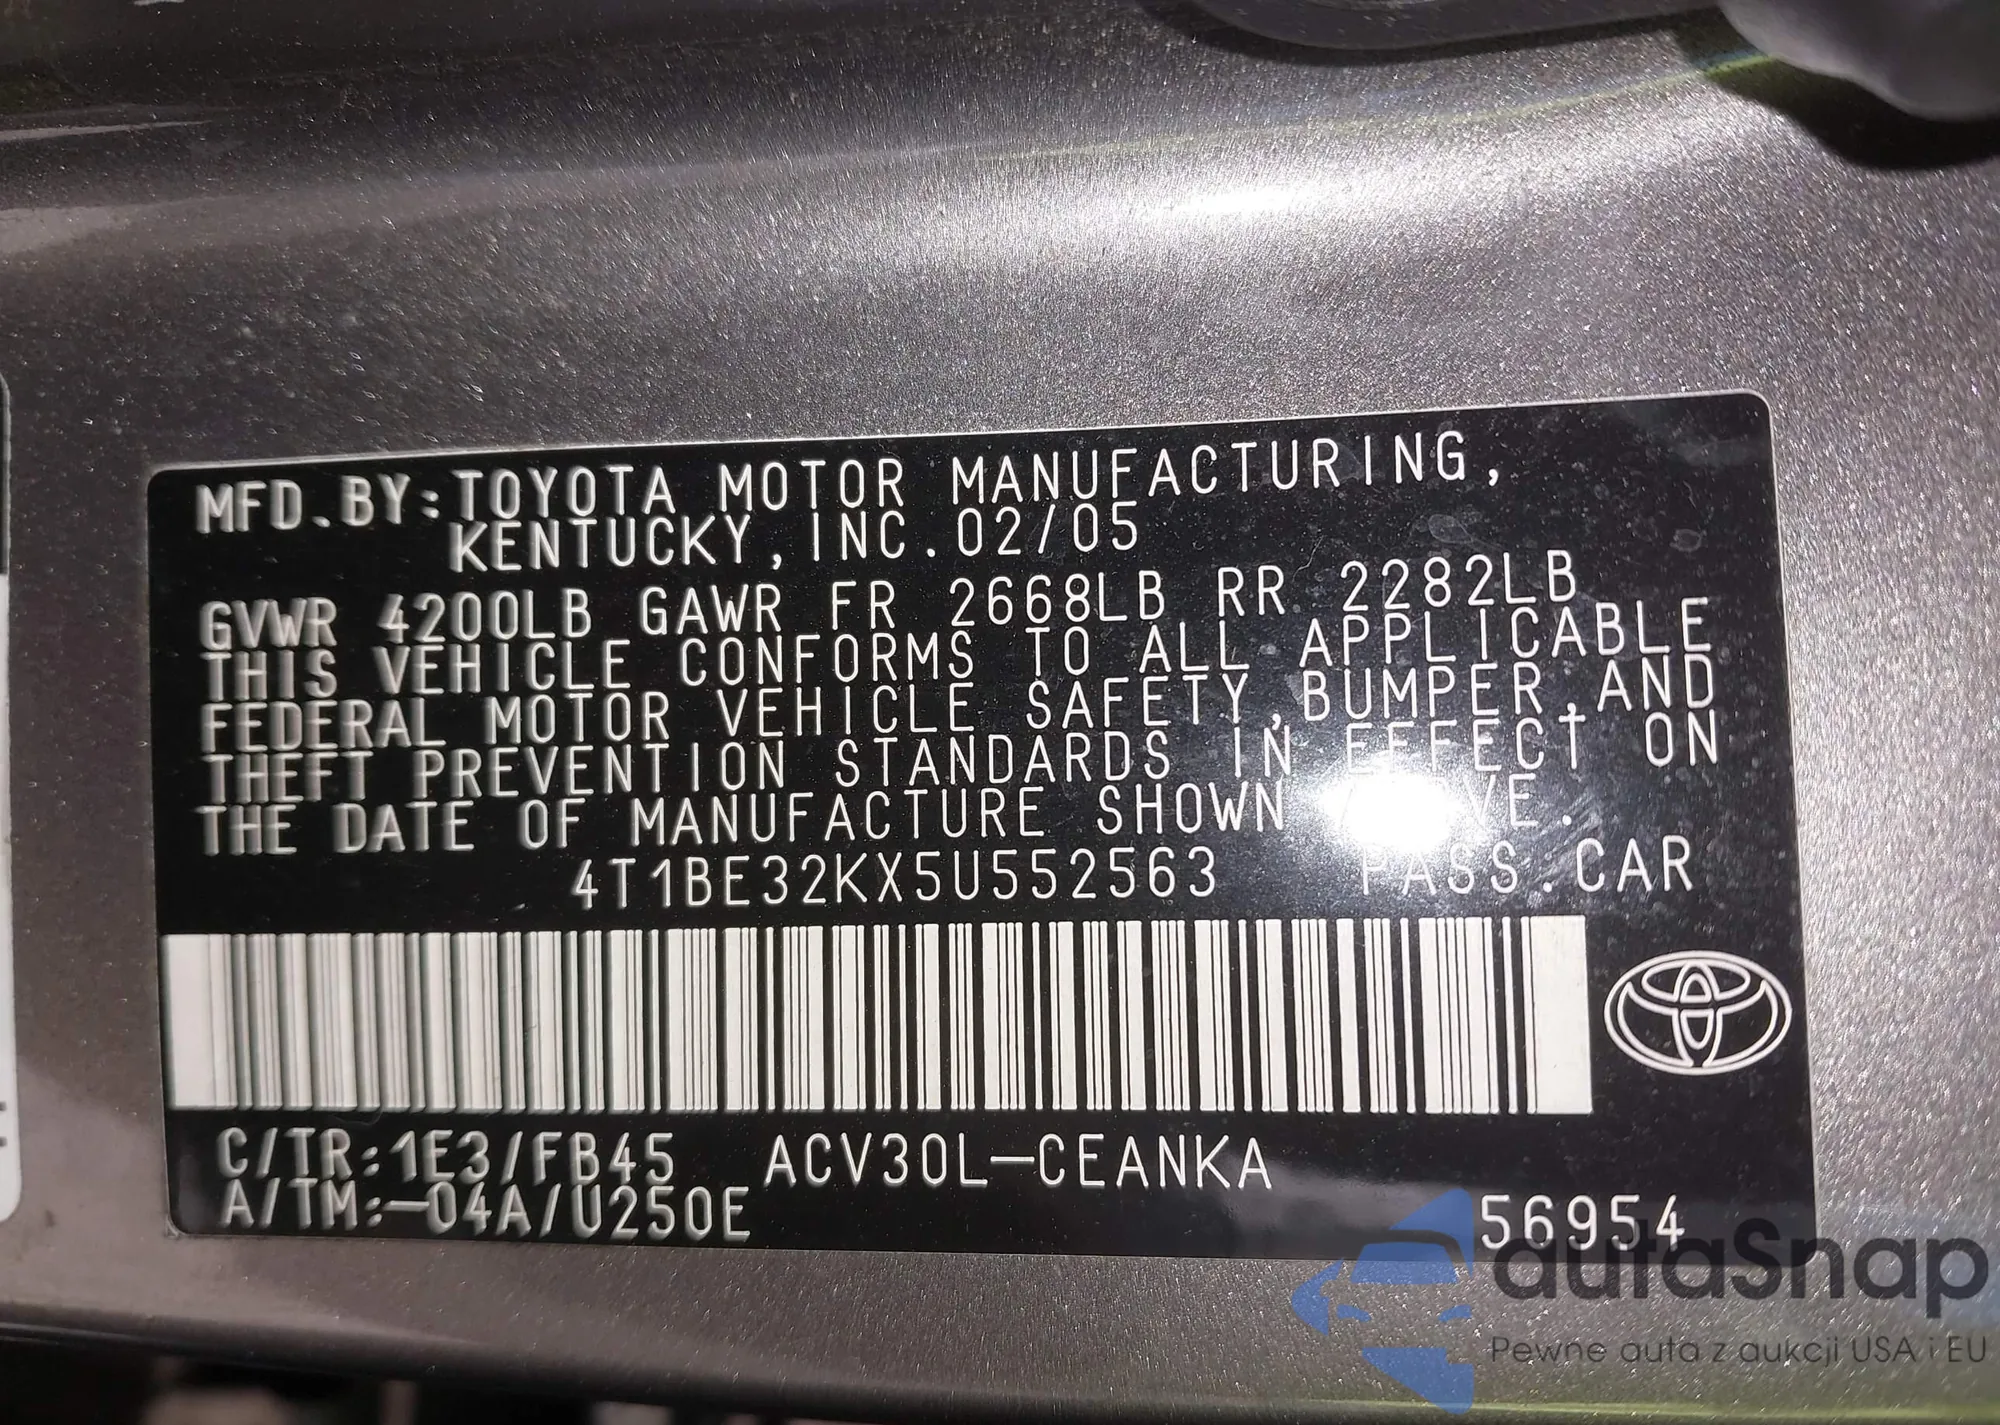 MFD.BY:TOYOTA MOTOR MANUFACTURING,
KENTUCKY, INC.02/05
GVWR 4200LB GAWR FR 2668LB RR 2282LB
THIS VEHICLE CONFORMS TO ALL APPLICABLE
FEDERAL MOTOR VEHICLE SAFETY,BUMPER,AND
THEFT PREVENTION STANDARDS IN EFFECT ON
THE DATE OF MANUFACTURE SHOWN
4T1BE32KX5U552563 PASS.CAR
C/TR:1E3/FB45 ACV30L-CEANKA
A/TM:-04A/U250E
56954
autaSnap
Pewne auta z aukcji USA i EU